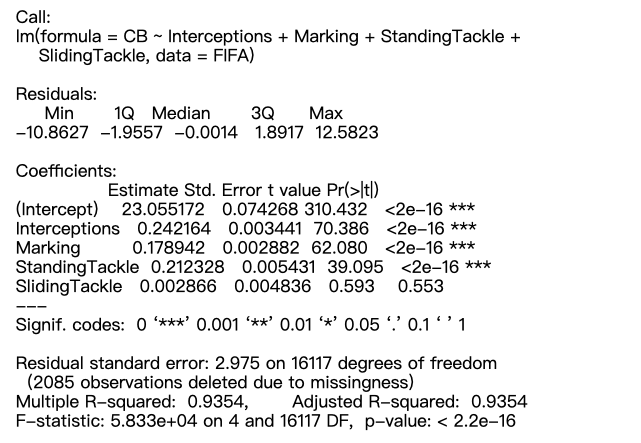 Call:
lm(formula = CB ~ Interceptions + Marking + StandingTackle +
SlidingTackle, data = FIFA)
Residuals:
Min 1Q Median 3Q Max
−10.8627 −1.9557 −0.0014 1.8917 12.5823
Coefficients:
Estimate Std. Error t value Pr(>|t|)
(Intercept) 23.055172 0.074268 310.432 <2e−16 ***
Interceptions 0.242164 0.003441 70.386 <2e−16 ***
Marking 0.178942 0.002882 62.080 <2e−16 ***
StandingTackle 0.212328 0.005431 39.095 <2e−16 ***
SlidingTackle 0.002866 0.004836 0.593 0.553
−−−
Signif. codes: 0 ‘***’ 0.001 ‘**’ 0.01 ‘*’ 0.05 ‘.’ 0.1 ‘ ’ 1
Residual standard error: 2.975 on 16117 degrees of freedom
(2085 observations deleted due to missingness)
Multiple R−squared: 0.9354, Adjusted R−squared: 0.9354
F−statistic: 5.833e+04 on 4 and 16117 DF, p−value: < 2.2e−16